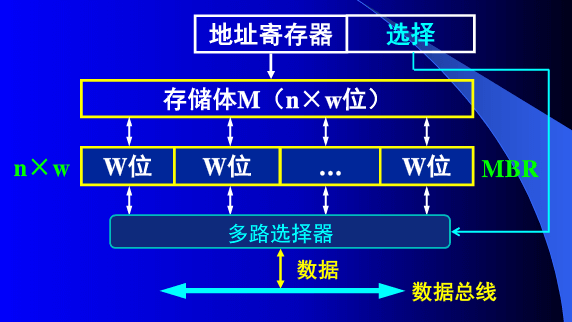 地址寄存器 选择
存储体M（n×w位）
n×w W位 W位 ... W位 MBR
多路选择器
数据
数据总线